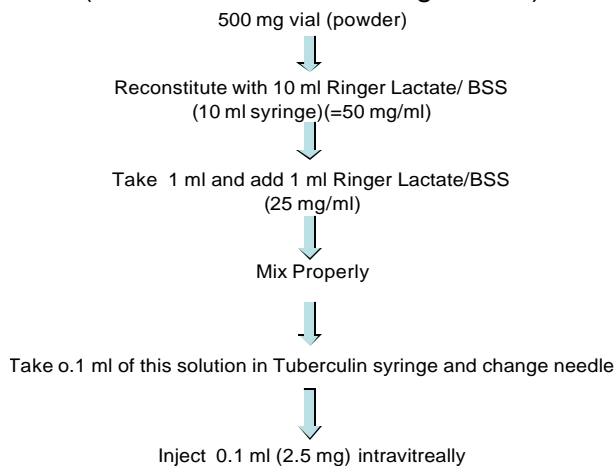 500 mg vial (powder)
Reconstitute with 10 ml Ringer Lactate/ BSS
(10 ml syringe)(=50 mg/ml)
Take 1 ml and add 1 ml Ringer Lactate/BSS
(25 mg/ml)
Mix Properly
Take o.1 ml of this solution in Tuberculin syringe and change needle
Inject 0.1 ml (2.5 mg) intravitreally